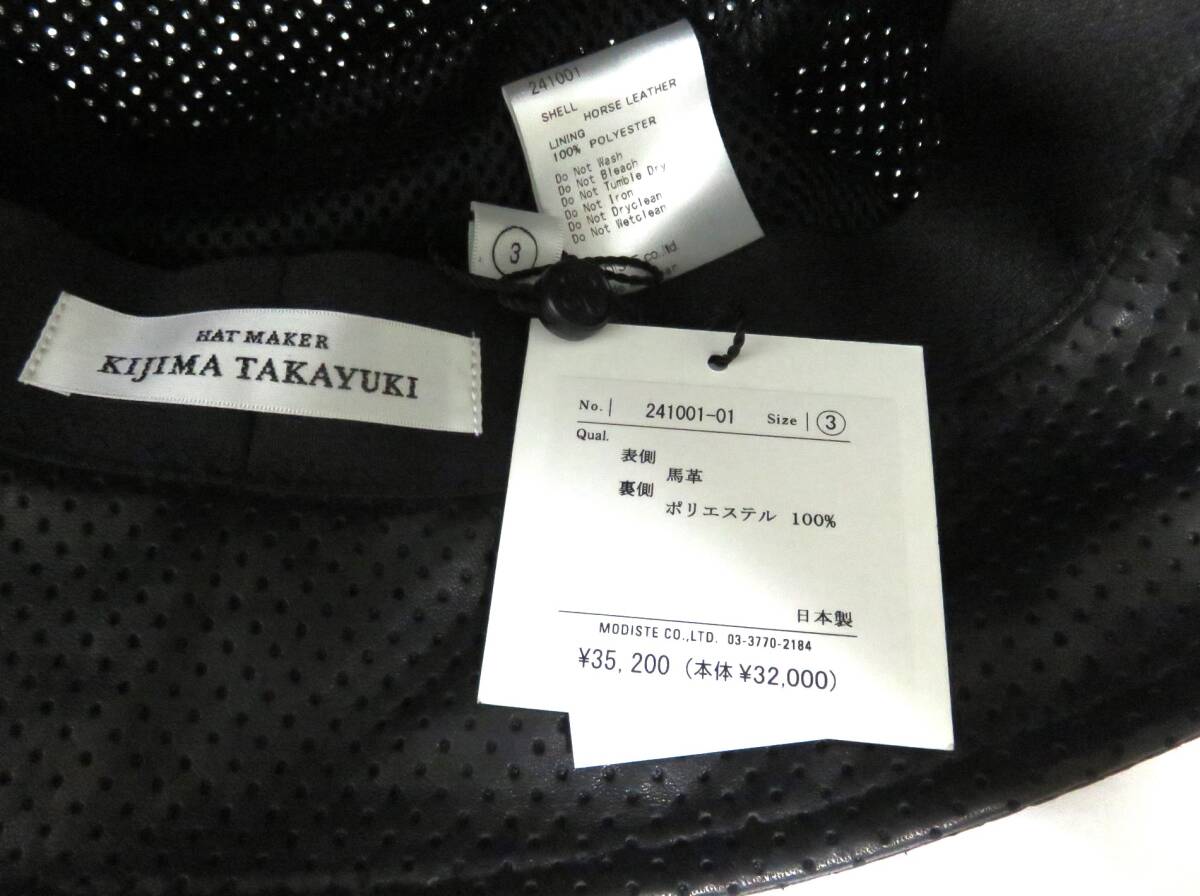 241001
SHELL
HORSE LEATHER
LINING
100% POLYESTER
Do Not Wash
Do Not Bleach
Do Not Tumble Dry
Do Not Iron
Do Not Dryclean
Do Not Wetclean
co.,ltd
3
HAT MAKER
KIJIMA TAKAYUKI
No. 241001-01 Size 3
Qual.
表側
馬革
裏側
ポリエステル 100%
日本製
MODISTE CO.,LTD. 03-3770-2184
¥35,200 (本体¥32,000)